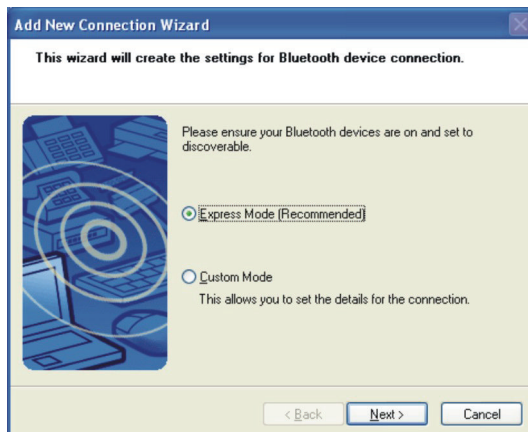 Add New Connection Wizard
This wizard will create the settings for Bluetooth device connection.
Please ensure your Bluetooth devices are on and set to
discoverable.
Express Mode (Recommended)
Custom Mode
This allows you to set the details for the connection.
< Back
Next >
Cancel